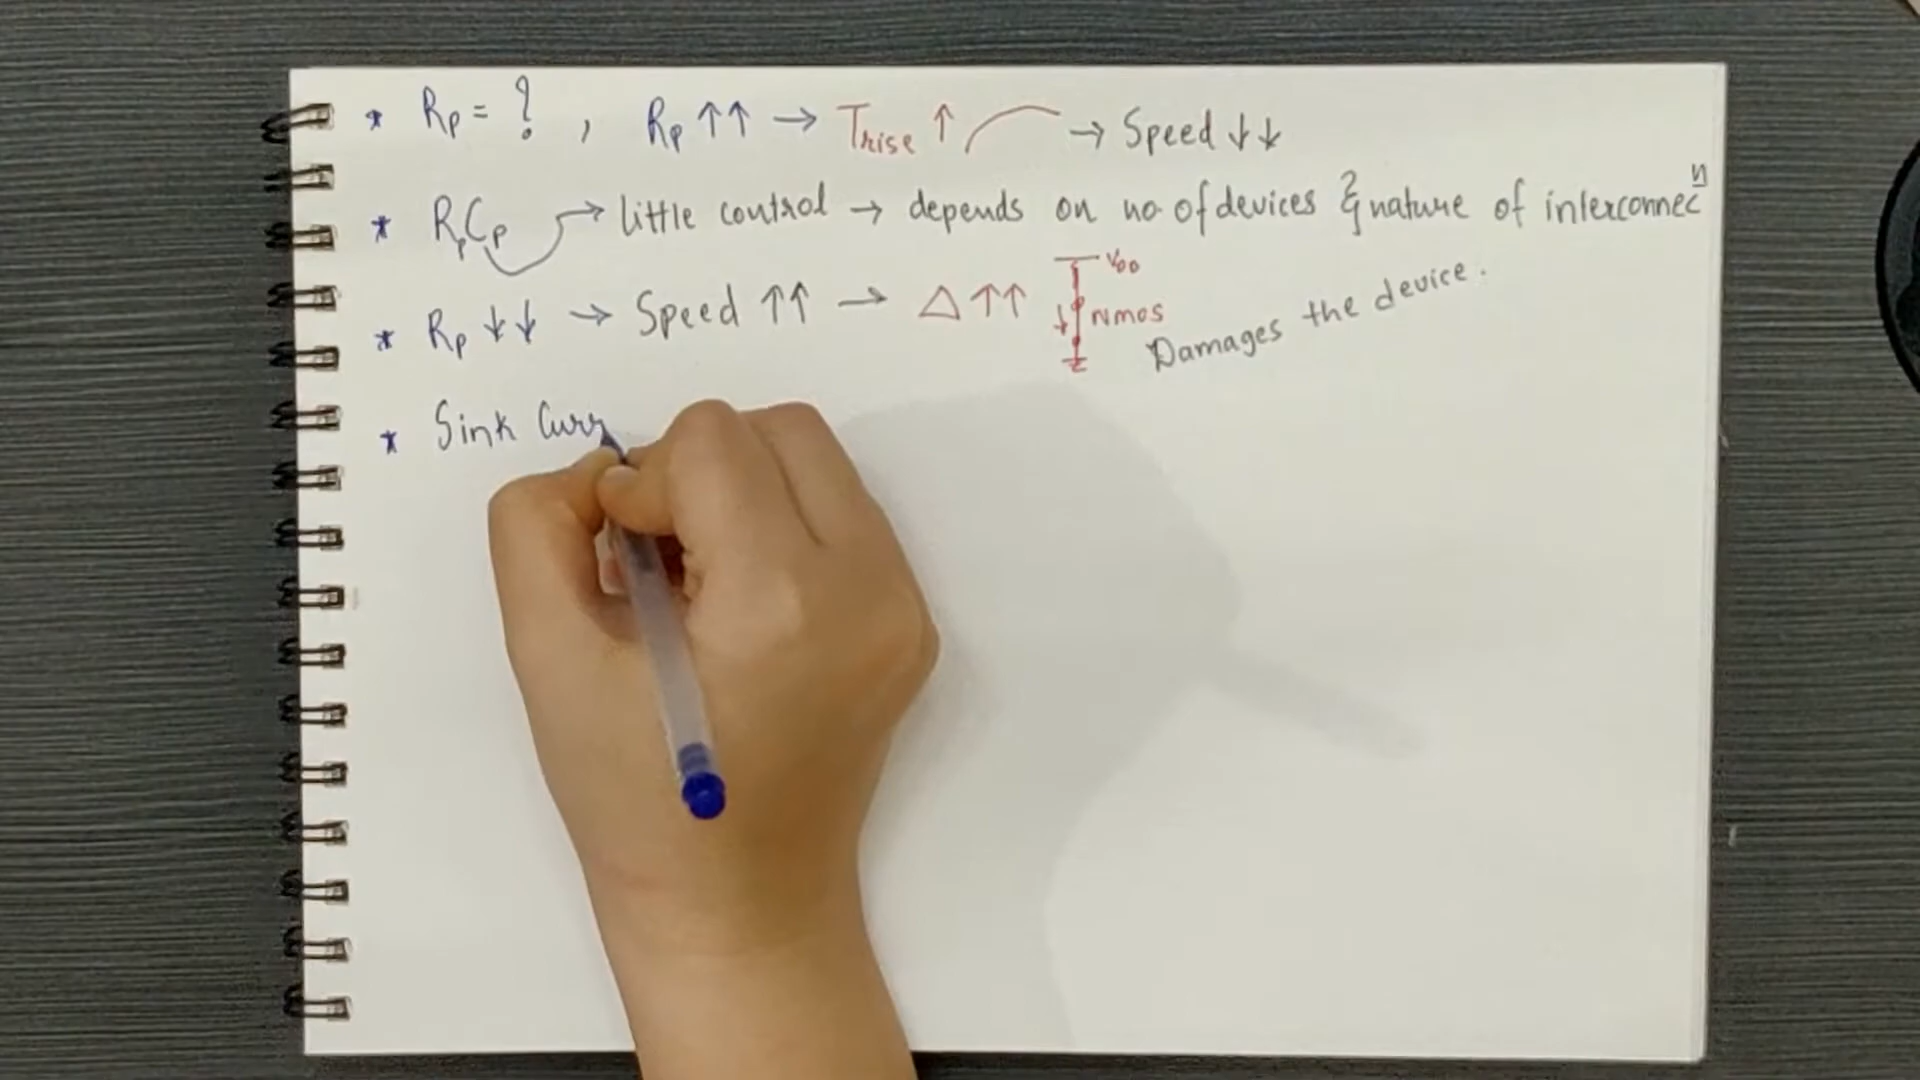 * Rp = ? , Rp ↑↑ → Trise ↑ → Speed ↓↓
* RpCp → little control → depends on no. of devices & nature of interconnecⁿ
* Rp ↓↓ → Speed ↑↑ → △ ↑↑ VDD NMOS Damages the device.
* Sink Curr